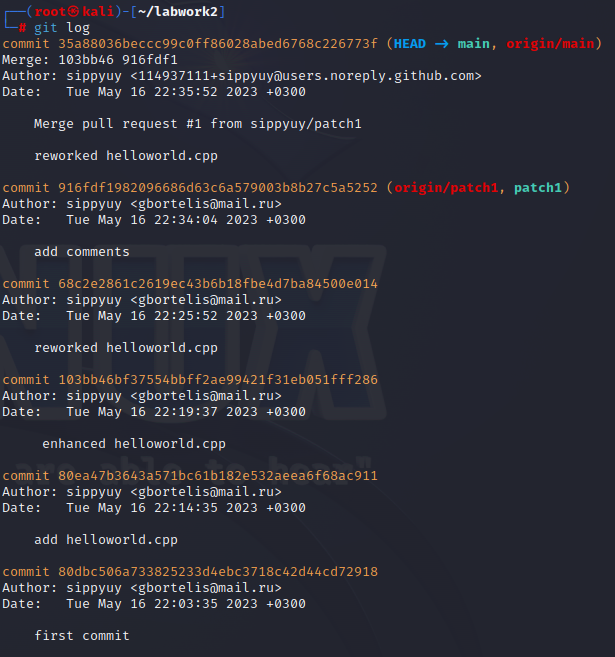 ┌──(root㉿kali)-[~/labwork2]
└─# git log
commit 35a88036beccc99c0ff86028abed6768c226773f (HEAD → main, origin/main)
Merge: 103bb46 916fdf1
Author: sippyuy <114937111+sippyuy@users.noreply.github.com>
Date:   Tue May 16 22:35:52 2023 +0300
    Merge pull request #1 from sippyuy/patch1
    reworked helloworld.cpp
commit 916fdf1982096686d63c6a579003b8b27c5a5252 (origin/patch1, patch1)
Author: sippyuy <gbortelis@mail.ru>
Date:   Tue May 16 22:34:04 2023 +0300
    add comments
commit 68c2e2861c2619ec43b6b18fbe4d7ba84500e014
Author: sippyuy <gbortelis@mail.ru>
Date:   Tue May 16 22:25:52 2023 +0300
    reworked helloworld.cpp
commit 103bb46bf37554bbff2ae99421f31eb051fff286
Author: sippyuy <gbortelis@mail.ru>
Date:   Tue May 16 22:19:37 2023 +0300
     enhanced helloworld.cpp
commit 80ea47b3643a571bc61b182e532aeea6f68ac911
Author: sippyuy <gbortelis@mail.ru>
Date:   Tue May 16 22:14:35 2023 +0300
    add helloworld.cpp
commit 80dbc506a733825233d4ebc3718c42d44cd72918
Author: sippyuy <gbortelis@mail.ru>
Date:   Tue May 16 22:03:35 2023 +0300
    first commit